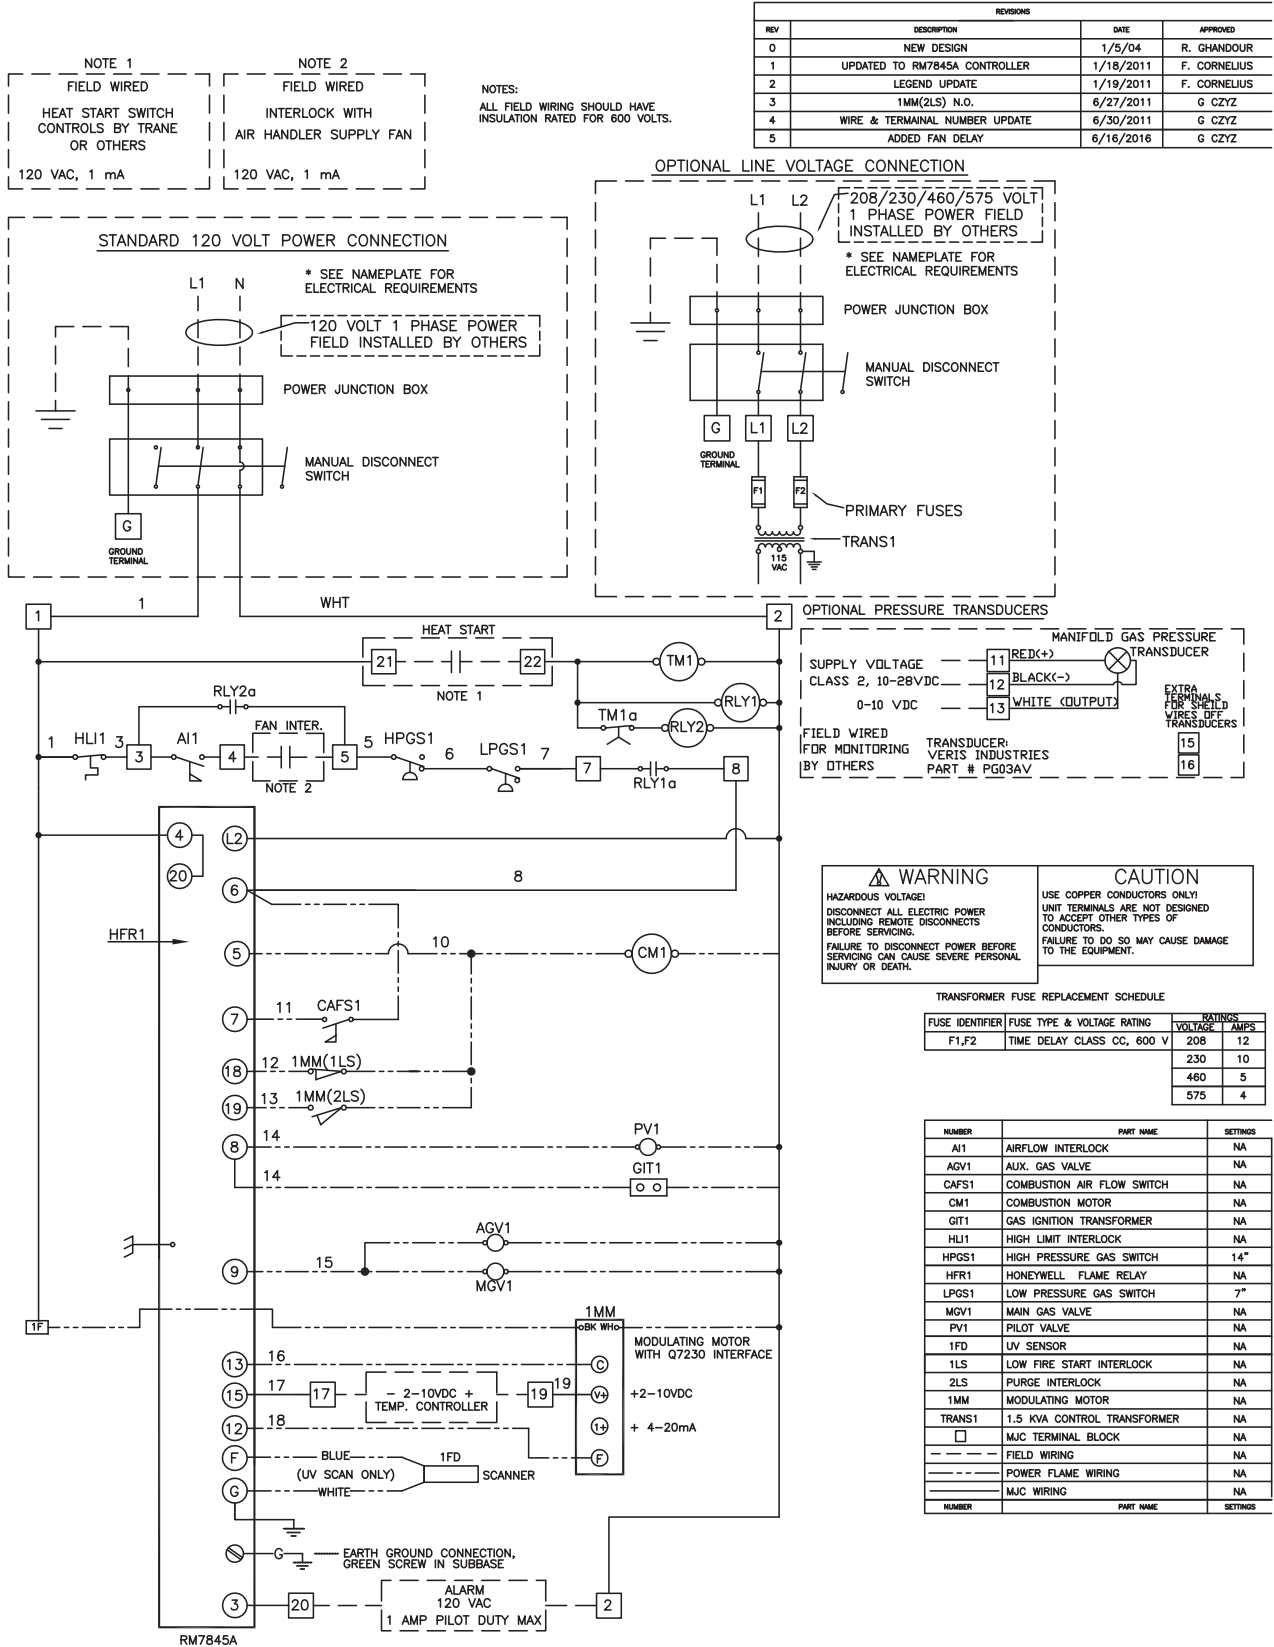 REVISIONS
REV DESCRIPTION DATE APPROVED
0 NEW DESIGN 1/5/04 R. GHANDOUR
1 UPDATED TO RM7845A CONTROLLER 1/18/2011 F. CORNELIUS
2 LEGEND UPDATE 1/19/2011 F. CORNELIUS
3 1MM(2LS) N.O. 6/27/2011 G CZYZ
4 WIRE & TERMAINAL NUMBER UPDATE 6/30/2011 G CZYZ
5 ADDED FAN DELAY 6/16/2016 G CZYZ
NOTE 1
FIELD WIRED
HEAT START SWITCH
CONTROLS BY TRANE
OR OTHERS
120 VAC, 1 mA
NOTE 2
FIELD WIRED
INTERLOCK WITH
AIR HANDLER SUPPLY FAN
120 VAC, 1 mA
NOTES:
ALL FIELD WIRING SHOULD HAVE
INSULATION RATED FOR 600 VOLTS.
STANDARD 120 VOLT POWER CONNECTION
* SEE NAMEPLATE FOR
ELECTRICAL REQUIREMENTS
L1 N
120 VOLT 1 PHASE POWER
FIELD INSTALLED BY OTHERS
POWER JUNCTION BOX
MANUAL DISCONNECT
SWITCH
G
GROUND
TERMINAL
OPTIONAL LINE VOLTAGE CONNECTION
L1 L2
208/230/460/575 VOLT
1 PHASE POWER FIELD
INSTALLED BY OTHERS
* SEE NAMEPLATE FOR
ELECTRICAL REQUIREMENTS
POWER JUNCTION BOX
MANUAL DISCONNECT
SWITCH
G L1 L2
GROUND
TERMINAL
F1 F2
PRIMARY FUSES
TRANS1
115
VAC
1 1 WHT 2
HEAT START
21 22
NOTE 1
TM1
RLY1
TM1a RLY2
RLY2a
FAN INTER.
1 HLI1 3 3 AI1 4 5 5 HPGS1 6 LPGS1 7 7 RLY1a 8
NOTE 2
OPTIONAL PRESSURE TRANSDUCERS
MANIFOLD GAS PRESSURE
TRANSDUCER
SUPPLY VOLTAGE
CLASS 2, 10-28VDC
0-10 VDC
11 RED(+)
12 BLACK(-)
13 WHITE (OUTPUT)
EXTRA
TERMINALS
FOR SHEILD
WIRES OFF
TRANSDUCERS
15
16
FIELD WIRED
FOR MONITORING
BY OTHERS
TRANSDUCER:
VERIS INDUSTRIES
PART # PG03AV
4 L2
20
6 8
HFR1
5 10 CM1
7 11 CAFS1
18 12 1MM(1LS)
19 13 1MM(2LS)
8 14 PV1
14 GIT1
AGV1
9 15 MGV1
1F
1MM
BK WH
MODULATING MOTOR
WITH Q7230 INTERFACE
13 16 C
15 17 17 - 2-10VDC + 19 19 V+ +2-10VDC
TEMP. CONTROLLER
12 18 1+ + 4-20mA
F BLUE 1FD F
(UV SCAN ONLY) SCANNER
G WHITE
G EARTH GROUND CONNECTION,
GREEN SCREW IN SUBBASE
3 20
ALARM
120 VAC
1 AMP PILOT DUTY MAX
2
RM7845A
WARNING
HAZARDOUS VOLTAGE!
DISCONNECT ALL ELECTRIC POWER
INCLUDING REMOTE DISCONNECTS
BEFORE SERVICING.
FAILURE TO DISCONNECT POWER BEFORE
SERVICING CAN CAUSE SEVERE PERSONAL
INJURY OR DEATH.
CAUTION
USE COPPER CONDUCTORS ONLY!
UNIT TERMINALS ARE NOT DESIGNED
TO ACCEPT OTHER TYPES OF
CONDUCTORS.
FAILURE TO DO SO MAY CAUSE DAMAGE
TO THE EQUIPMENT.
TRANSFORMER FUSE REPLACEMENT SCHEDULE
FUSE IDENTIFIER FUSE TYPE & VOLTAGE RATING RATINGS
VOLTAGE AMPS
F1,F2 TIME DELAY CLASS CC, 600 V 208 12
230 10
460 5
575 4
NUMBER PART NAME SETTINGS
AI1 AIRFLOW INTERLOCK NA
AGV1 AUX. GAS VALVE NA
CAFS1 COMBUSTION AIR FLOW SWITCH NA
CM1 COMBUSTION MOTOR NA
GIT1 GAS IGNITION TRANSFORMER NA
HLI1 HIGH LIMIT INTERLOCK NA
HPGS1 HIGH PRESSURE GAS SWITCH 14"
HFR1 HONEYWELL FLAME RELAY NA
LPGS1 LOW PRESSURE GAS SWITCH 7"
MGV1 MAIN GAS VALVE NA
PV1 PILOT VALVE NA
1FD UV SENSOR NA
1LS LOW FIRE START INTERLOCK NA
2LS PURGE INTERLOCK NA
1MM MODULATING MOTOR NA
TRANS1 1.5 KVA CONTROL TRANSFORMER NA
MJC TERMINAL BLOCK NA
FIELD WIRING NA
POWER FLAME WIRING NA
MJC WIRING NA
NUMBER PART NAME SETTINGS